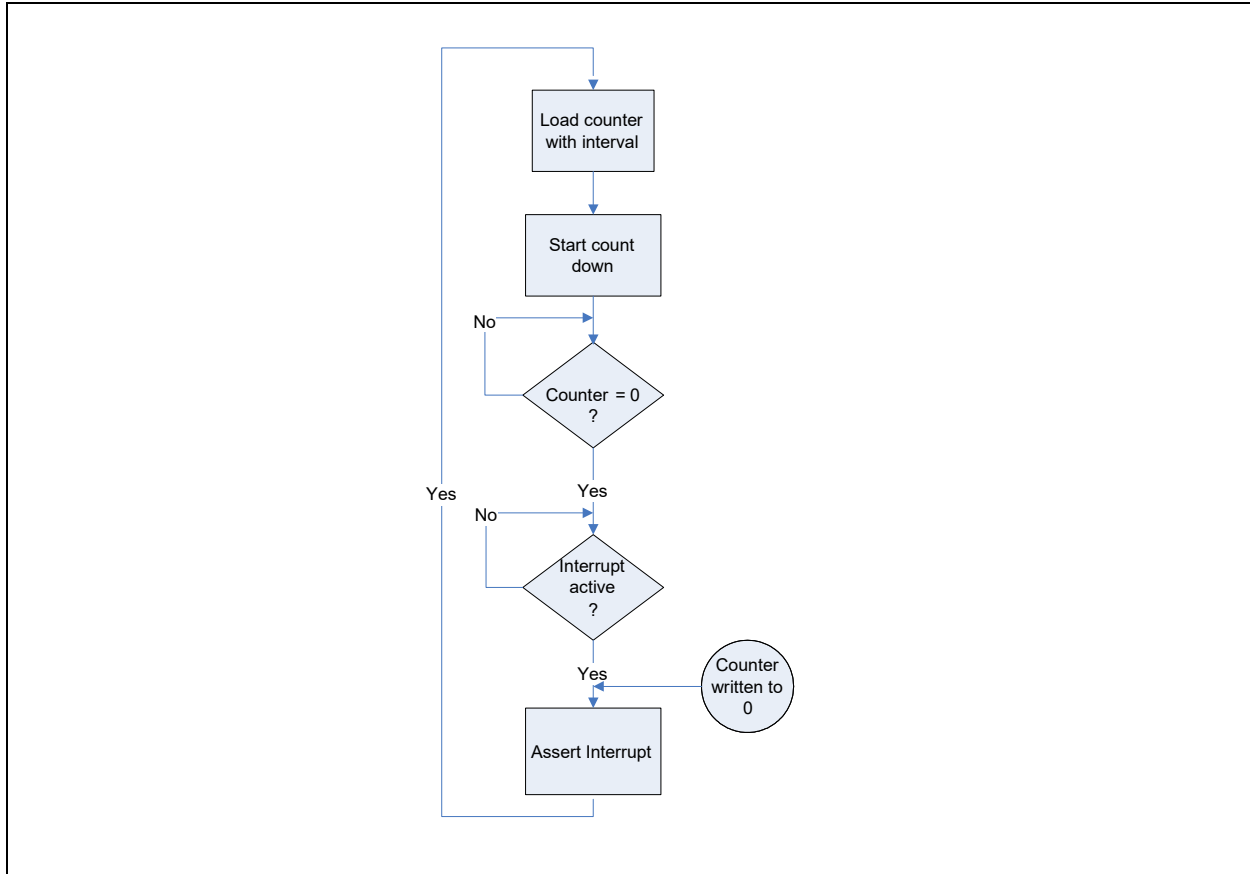 Load counter
with interval
Start count
down
No
Counter = 0
?
Yes
Yes
No
Interrupt
active
?
Yes
Counter
written to
0
Assert Interrupt